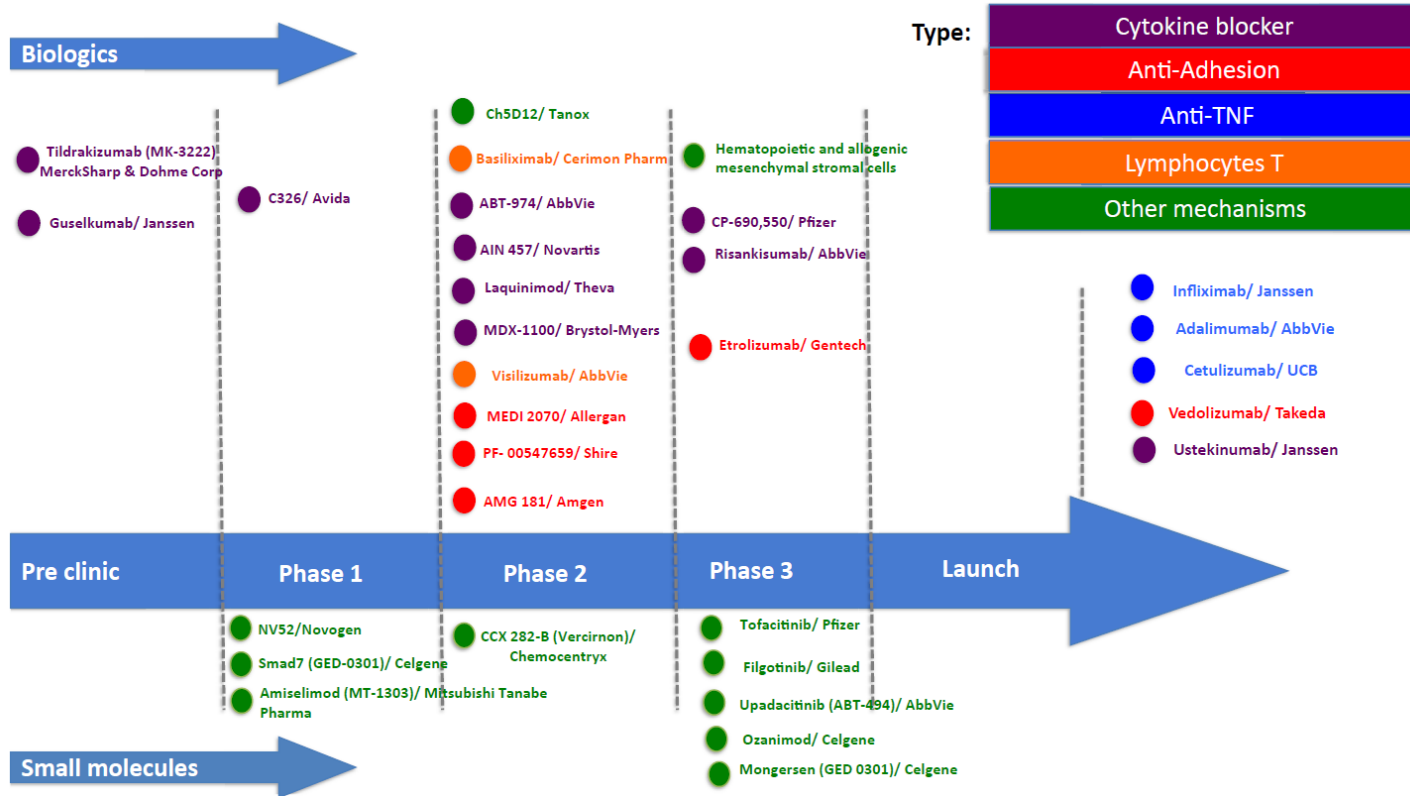 Biologics
Type:
Cytokine blocker
Anti-Adhesion
Anti-TNF
Lymphocytes T
Other mechanisms
Tildrakizumab (MK-3222)
MerckSharp & Dohme Corp
Guselkumab/ Janssen
C326/ Avida
Ch5D12/ Tanox
Basiliximab/ Cerimon Pharm
ABT-974/ AbbVie
AIN 457/ Novartis
Laquinimod/ Theva
MDX-1100/ Brystol-Myers
Visilizumab/ AbbVie
MEDI 2070/ Allergan
PF- 00547659/ Shire
AMG 181/ Amgen
Hematopoietic and allogenic
mesenchymal stromal cells
CP-690,550/ Pfizer
Risankisumab/ AbbVie
Etrolizumab/ Gentech
Infliximab/ Janssen
Adalimumab/ AbbVie
Cetulizumab/ UCB
Vedolizumab/ Takeda
Ustekinumab/ Janssen
Pre clinic
Phase 1
Phase 2
Phase 3
Launch
NV52/Novogen
Smad7 (GED-0301)/ Celgene
Amiselimod (MT-1303)/ Mitsubishi Tanabe
Pharma
CCX 282-B (Vercirnon)/
Chemocentryx
Tofacitinib/ Pfizer
Filgotinib/ Gilead
Upadacitinib (ABT-494)/ AbbVie
Ozanimod/ Celgene
Mongersen (GED 0301)/ Celgene
Small molecules